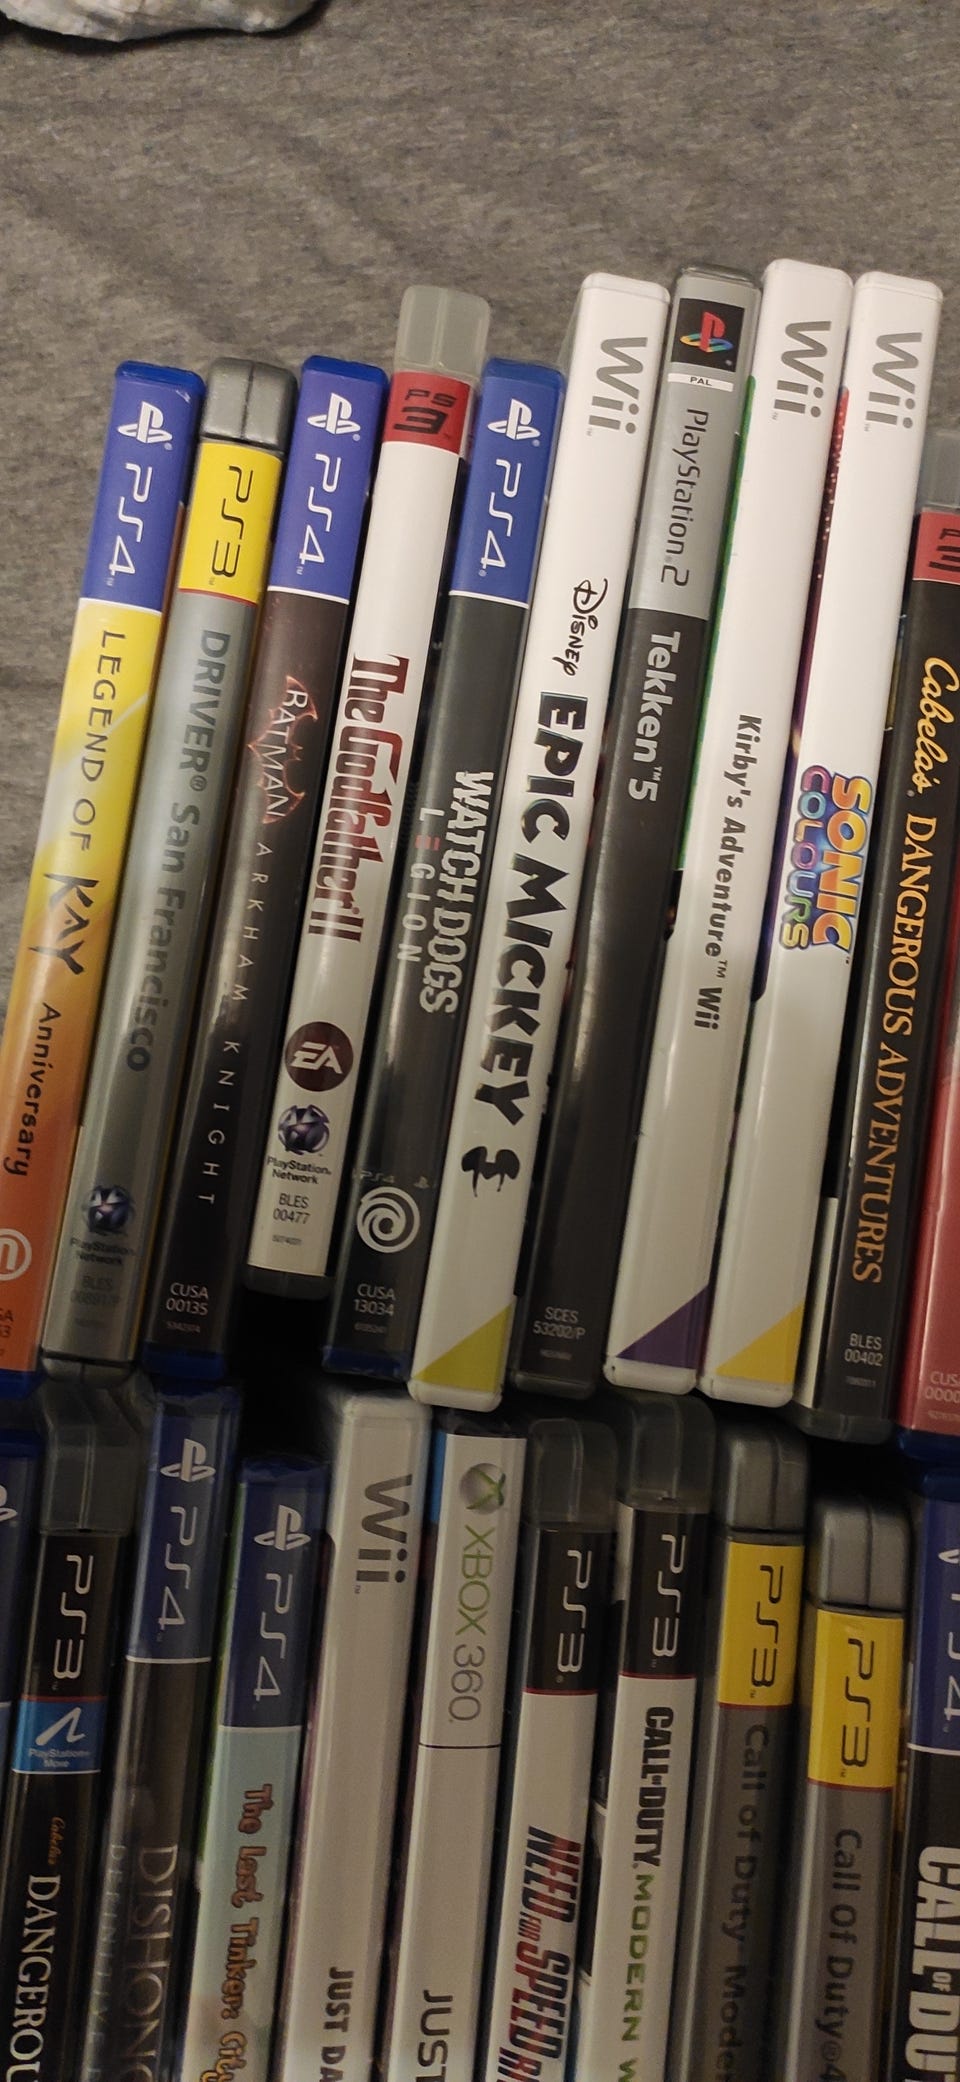 PS4
LEGEND OF KAY Anniversary
PS3
DRIVER® San Francisco
PlayStation Network
PS4
BATMAN
ARKHAM KNIGHT
CUSA
00135
PS3
The Godfather II
EA
PlayStation®
Network
BLES
00477
PS4
WATCH DOGS
LEGION
PS4
CUSA
13034
Wii
Disney EPIC MICKEY
PAL
PlayStation®2
Tekken™ 5
SCES
53202/P
Wii
Kirby's Adventure™ Wii
Wii
SONIC
COLOURS
Cabela's® DANGEROUS ADVENTURES
BLES
00402
PS3
PlayStation®
Move
Cabela's
DANGEROU
PS4
DISHONO
PS4
The Last Tinker: City
Wii
JUST DA
XBOX 360
JUST
PS3
NEED FOR SPEED
PS3
CALL OF DUTY MODERN W
PS3
Call of Duty® Moder
PS3
Call Of Duty®4
PS4
CALL OF DU